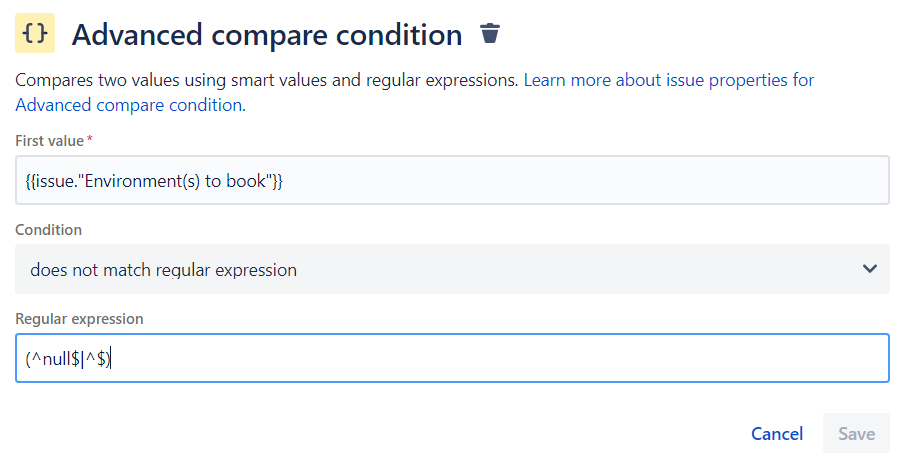 {} Advanced compare condition
Compares two values using smart values and regular expressions. Learn more about issue properties for
Advanced compare condition.
First value*
{{issue."Environment(s) to book"}}
Condition
does not match regular expression
Regular expression
(^null$|^$)
Cancel Save